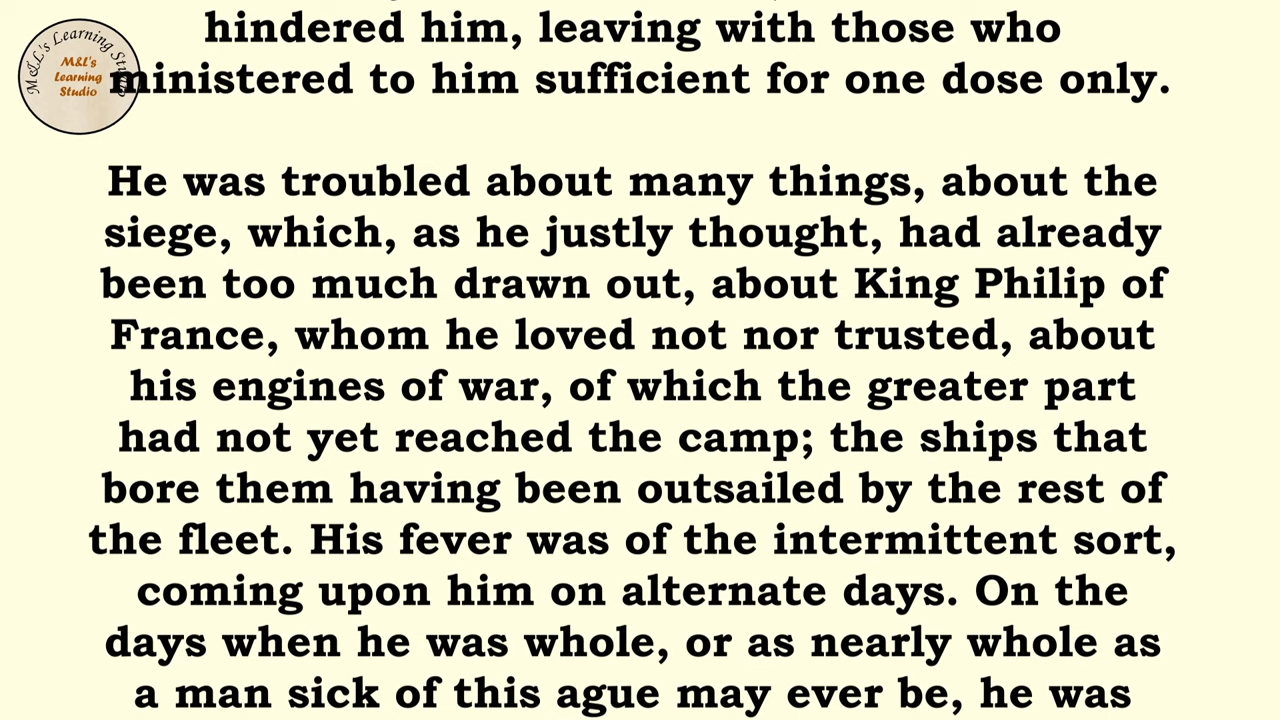 hindered him, leaving with those who
ministered to him sufficient for one dose only.
M&L's Learning Studio
M&L's
Learning
Studio
He was troubled about many things, about the
siege, which, as he justly thought, had already
been too much drawn out, about King Philip of
France, whom he loved not nor trusted, about
his engines of war, of which the greater part
had not yet reached the camp; the ships that
bore them having been outsailed by the rest of
the fleet. His fever was of the intermittent sort,
coming upon him on alternate days. On the
days when he was whole, or as nearly whole as
a man sick of this ague may ever be, he was